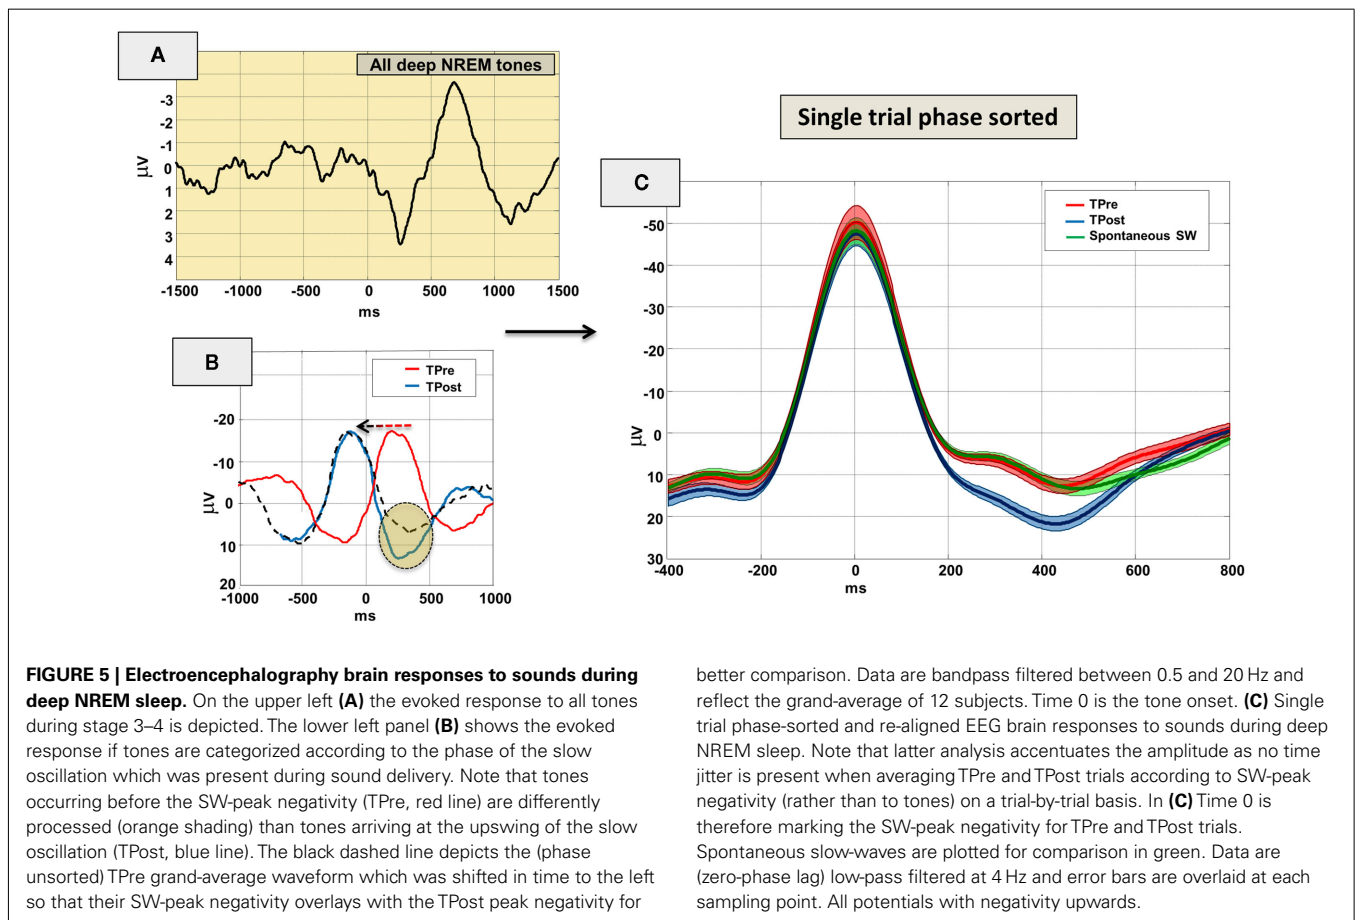 A
All deep NREM tones
-3
-2
-1
0
1
2
3
4
μV
-1500 -1000 -500 0 500 1000 1500
ms
B
TPre
TPost
-20
-10
0
10
20
μV
-1000 -500 0 500 1000
ms
Single trial phase sorted
C
TPre
TPost
Spontaneous SW
-50
-40
-30
-20
-10
0
10
20
30
μV
-400 -200 0 200 400 600 800
ms
FIGURE 5 | Electroencephalography brain responses to sounds during
deep NREM sleep. On the upper left (A) the evoked response to all tones
during stage 3–4 is depicted. The lower left panel (B) shows the evoked
response if tones are categorized according to the phase of the slow
oscillation which was present during sound delivery. Note that tones
occurring before the SW-peak negativity (TPre, red line) are differently
processed (orange shading) than tones arriving at the upswing of the slow
oscillation (TPost, blue line). The black dashed line depicts the (phase
unsorted) TPre grand-average waveform which was shifted in time to the left
so that their SW-peak negativity overlays with the TPost peak negativity for
better comparison. Data are bandpass filtered between 0.5 and 20 Hz and
reflect the grand-average of 12 subjects. Time 0 is the tone onset. (C) Single
trial phase-sorted and re-aligned EEG brain responses to sounds during deep
NREM sleep. Note that latter analysis accentuates the amplitude as no time
jitter is present when averaging TPre and TPost trials according to SW-peak
negativity (rather than to tones) on a trial-by-trial basis. In (C) Time 0 is
therefore marking the SW-peak negativity for TPre and TPost trials.
Spontaneous slow-waves are plotted for comparison in green. Data are
(zero-phase lag) low-pass filtered at 4 Hz and error bars are overlaid at each
sampling point. All potentials with negativity upwards.